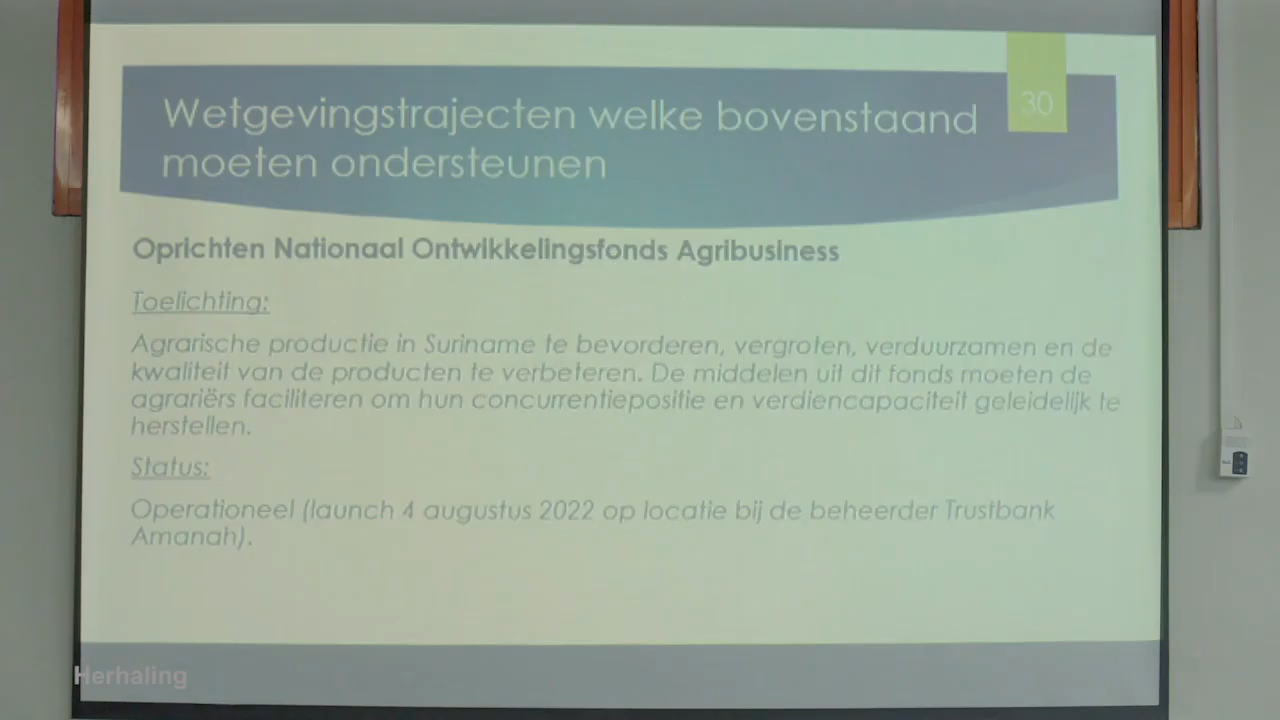 30
Wetgevingstrajecten welke bovenstaand
moeten ondersteunen
Oprichten Nationaal Ontwikkelingsfonds Agribusiness
Toelichting:
Agrarische productie in Suriname te bevorderen, vergroten, verduurzamen en de
kwaliteit van de producten te verbeteren. De middelen uit dit fonds moeten de
agrariërs faciliteren om hun concurrentiepositie en verdiencapaciteit geleidelijk te
herstellen.
Status:
Operationeel (launch 4 augustus 2022 op locatie bij de beheerder Trustbank
Amanah).
Herhaling